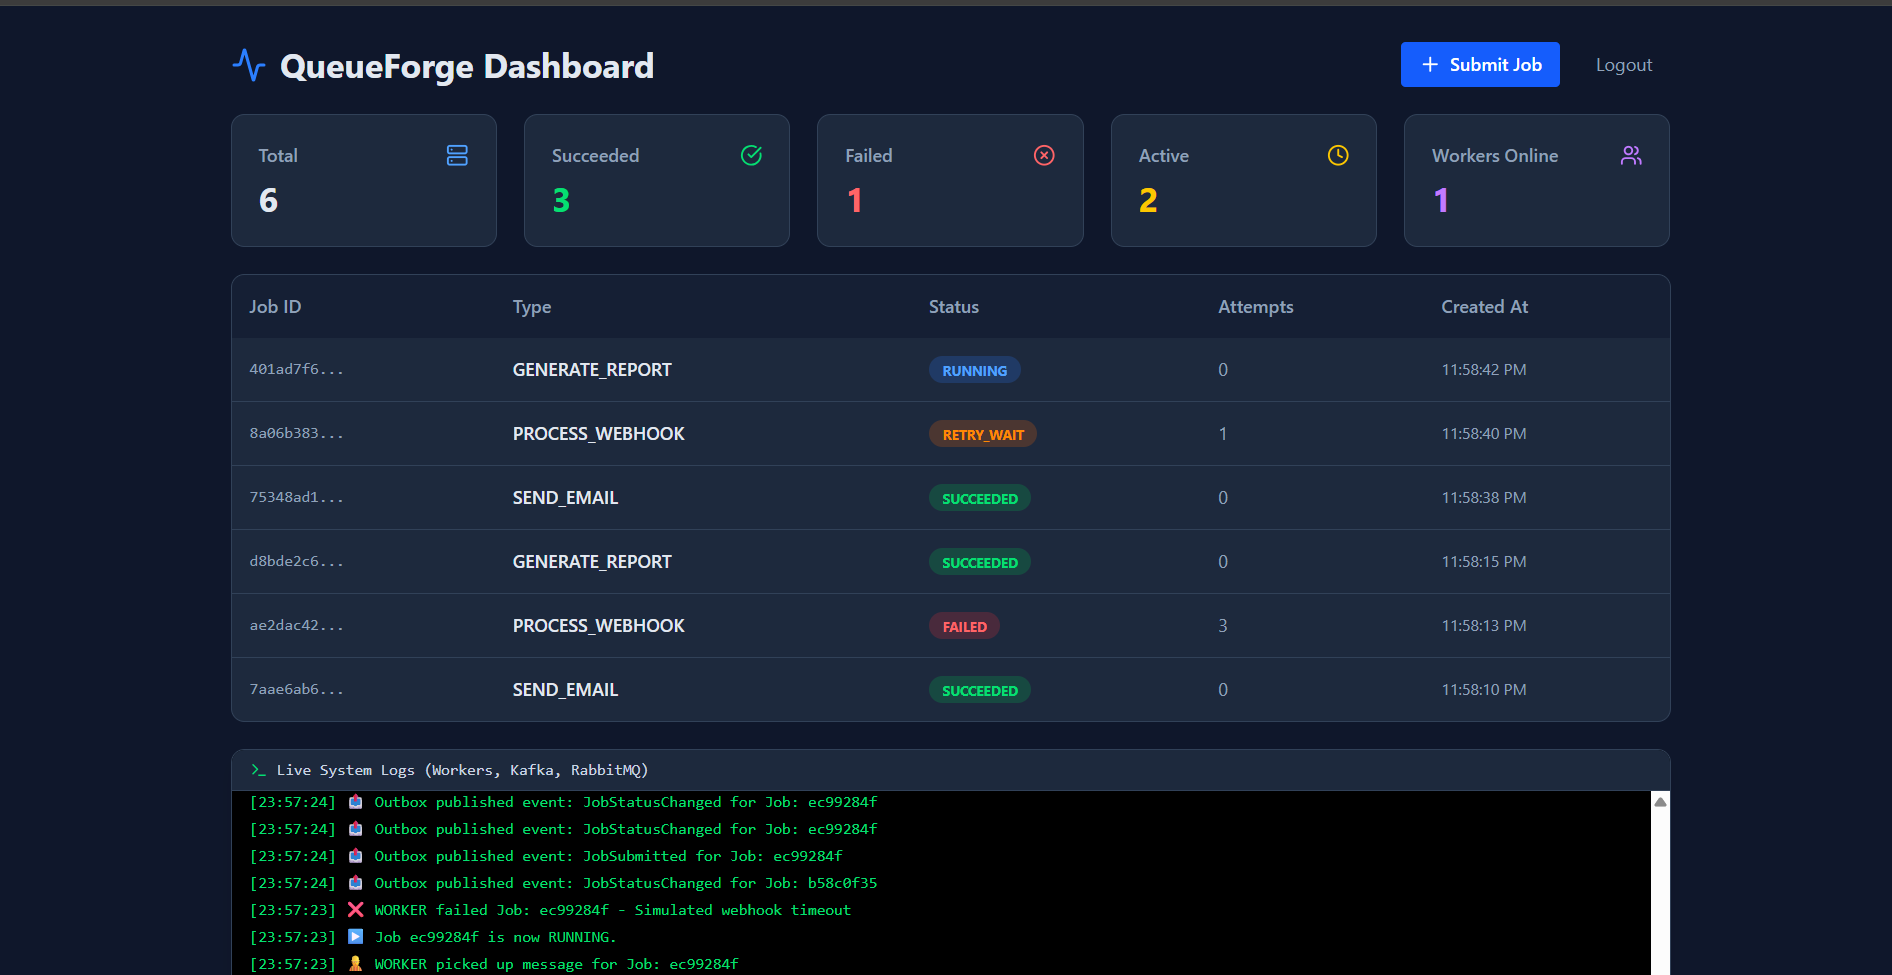 QueueForge Dashboard
Submit Job
Logout
Total
6
Succeeded
3
Failed
1
Active
2
Workers Online
1
Job ID Type Status Attempts Created At
401ad7f6... GENERATE_REPORT RUNNING 0 11:58:42 PM
8a06b383... PROCESS_WEBHOOK RETRY_WAIT 1 11:58:40 PM
75348ad1... SEND_EMAIL SUCCEEDED 0 11:58:38 PM
d8bde2c6... GENERATE_REPORT SUCCEEDED 0 11:58:15 PM
ae2dac42... PROCESS_WEBHOOK FAILED 3 11:58:13 PM
7aae6ab6... SEND_EMAIL SUCCEEDED 0 11:58:10 PM
>_ Live System Logs (Workers, Kafka, RabbitMQ)
[23:57:24] 📤 Outbox published event: JobStatusChanged for Job: ec99284f
[23:57:24] 📤 Outbox published event: JobStatusChanged for Job: ec99284f
[23:57:24] 📤 Outbox published event: JobSubmitted for Job: ec99284f
[23:57:24] 📤 Outbox published event: JobStatusChanged for Job: b58c0f35
[23:57:23] ❌ WORKER failed Job: ec99284f - Simulated webhook timeout
[23:57:23] ▶️ Job ec99284f is now RUNNING.
[23:57:23] 👷 WORKER picked up message for Job: ec99284f